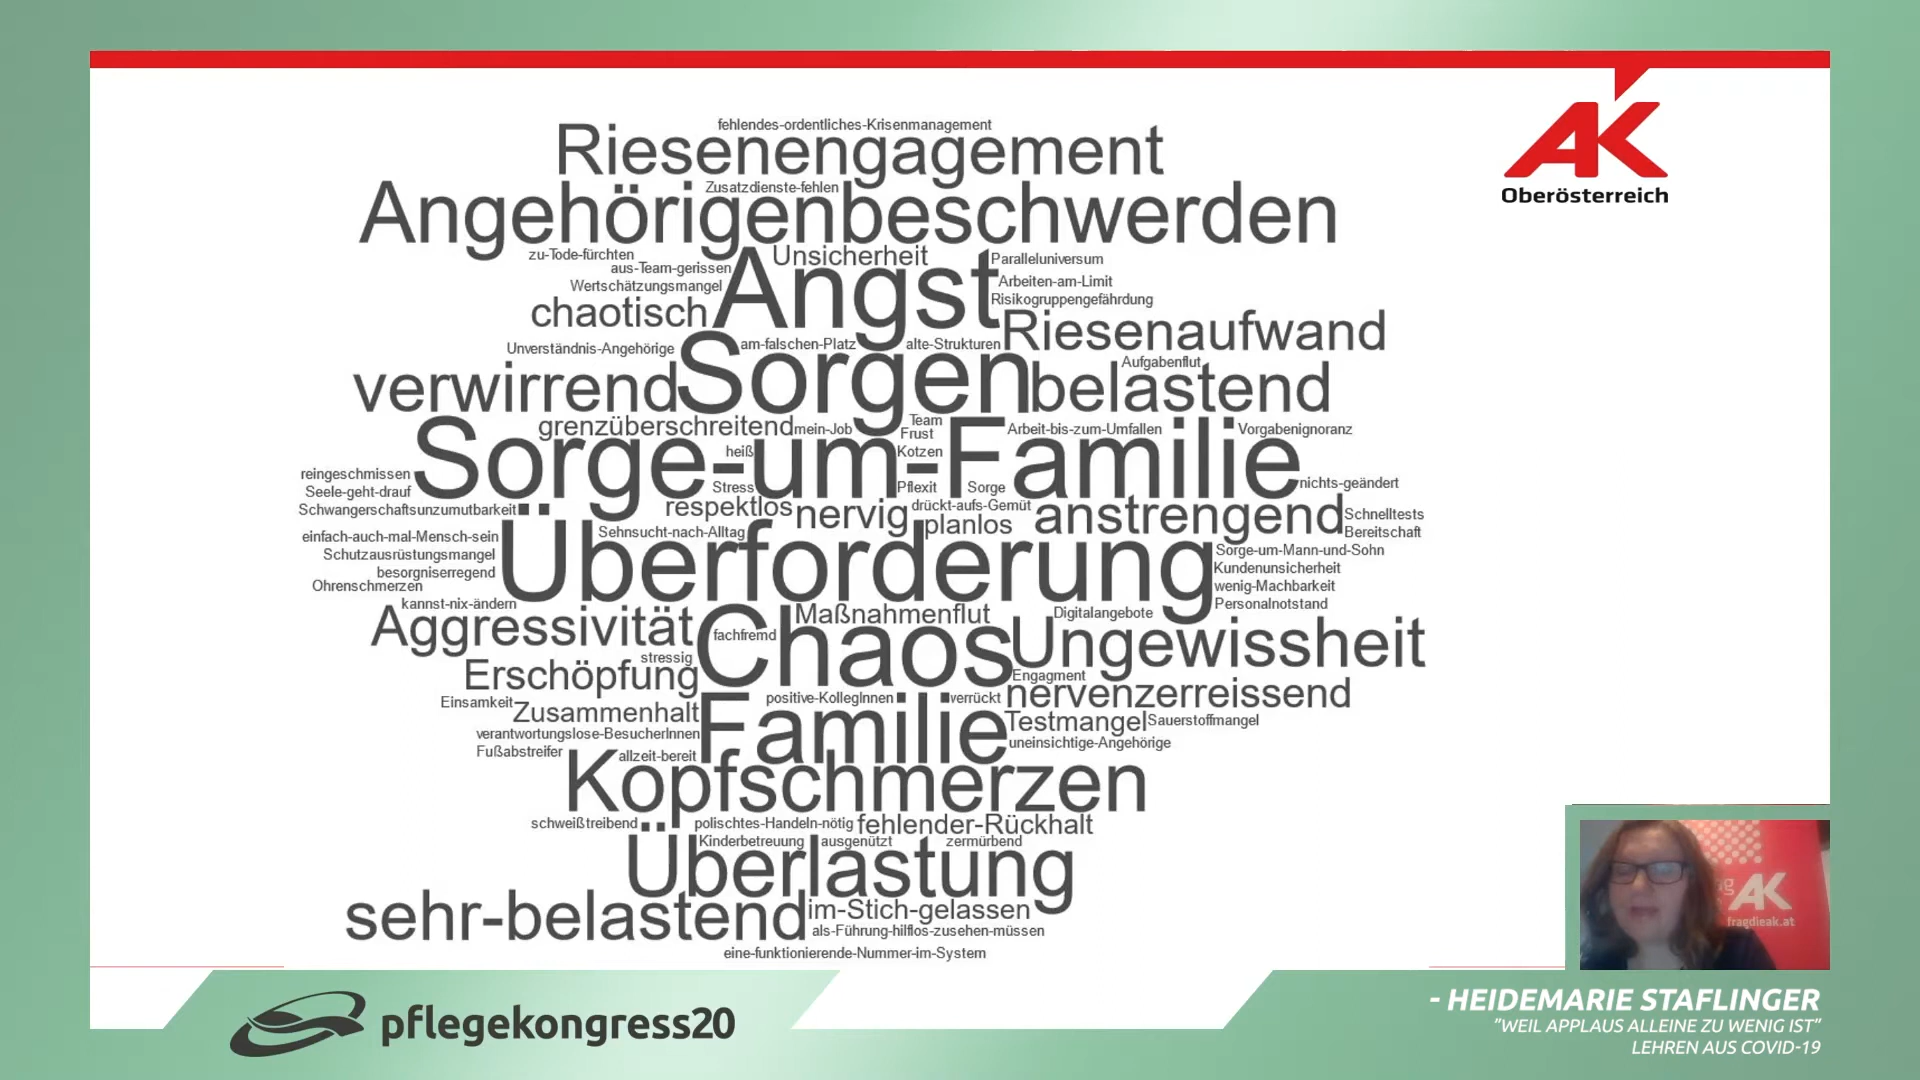 fehlendes-ordentliches-Krisenmanagement
Riesenengagement
AK
Oberösterreich
Zusatzdienste-fehlen
Angehörigenbeschwerden
zu-Tode-fürchten
Unsicherheit
Paralleluniversum
aus-Team-gerissen
Wertschätzungsmangel
Angst
Arbeiten-am-Limit
Risikogruppengefährdung
chaotisch
Riesenaufwand
Unverständnis-Angehörige
am-falschen-Platz
alte-Strukturen
Aufgabenflut
verwirrend
Sorgen
belastend
grenzüberschreitend
mein-Job
Team
Frust
Arbeit-bis-zum-Umfallen
Vorgabenignoranz
heiß
Kotzen
Sorge-um-Familie
reingeschmissen
Seele-geht-drauf
Schwangerschaftsunzumutbarkeit
Stress
Pflexit
Sorge
nichts-geändert
respektlos
nervig
drückt-aufs-Gemüt
planlos
anstrengend
Schnelltests
Bereitschaft
einfach-auch-mal-Mensch-sein
Schutzausrüstungsmangel
besorgniserregend
Ohrenschmerzen
Sehnsucht-nach-Alltag
Überforderung
Sorge-um-Mann-und-Sohn
Kundenunsicherheit
wenig-Machbarkeit
Personalnotstand
kannst-nix-ändern
Maßnahmenflut
Digitalangebote
Aggressivität
fachfremd
Chaos
Ungewissheit
stressig
Erschöpfung
Engagment
nervenzerreissend
Einsamkeit
Zusammenhalt
positive-KollegInnen
verrückt
Familie
Testmangel
Sauerstoffmangel
verantwortungslose-BesucherInnen
uneinsichtige-Angehörige
Fußabstreifer
allzeit-bereit
Kopfschmerzen
schweißtreibend
polisches-Handeln-nötig
fehlender-Rückhalt
Kinderbetreuung
ausgenützt
zermürbend
Überlastung
sehr-belastend
im-Stich-gelassen
als-Führung-hilflos-zusehen-müssen
eine-funktionierende-Nummer-im-System
AK
fragdieak.at
pflegekongress20
- HEIDEMARIE STAFLINGER
"WEIL APPLAUS ALLEINE ZU WENIG IST"
LEHREN AUS COVID-19